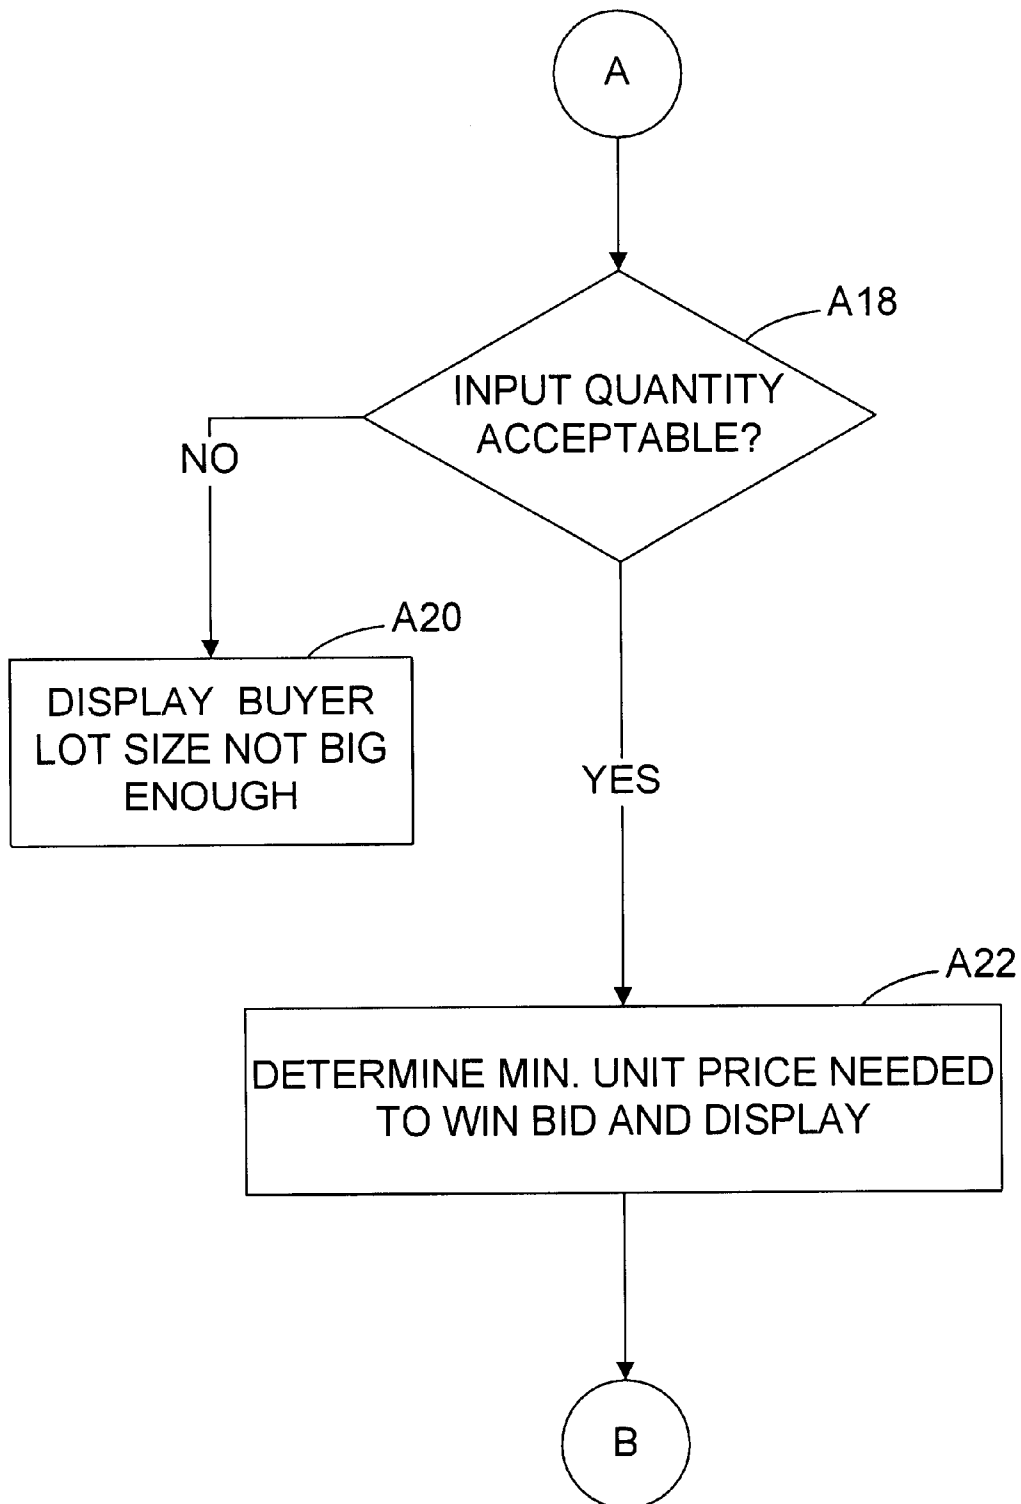 A
A18
INPUT QUANTITY
ACCEPTABLE?
NO
A20
DISPLAY BUYER
LOT SIZE NOT BIG
ENOUGH
YES
A22
DETERMINE MIN. UNIT PRICE NEEDED
TO WIN BID AND DISPLAY
B